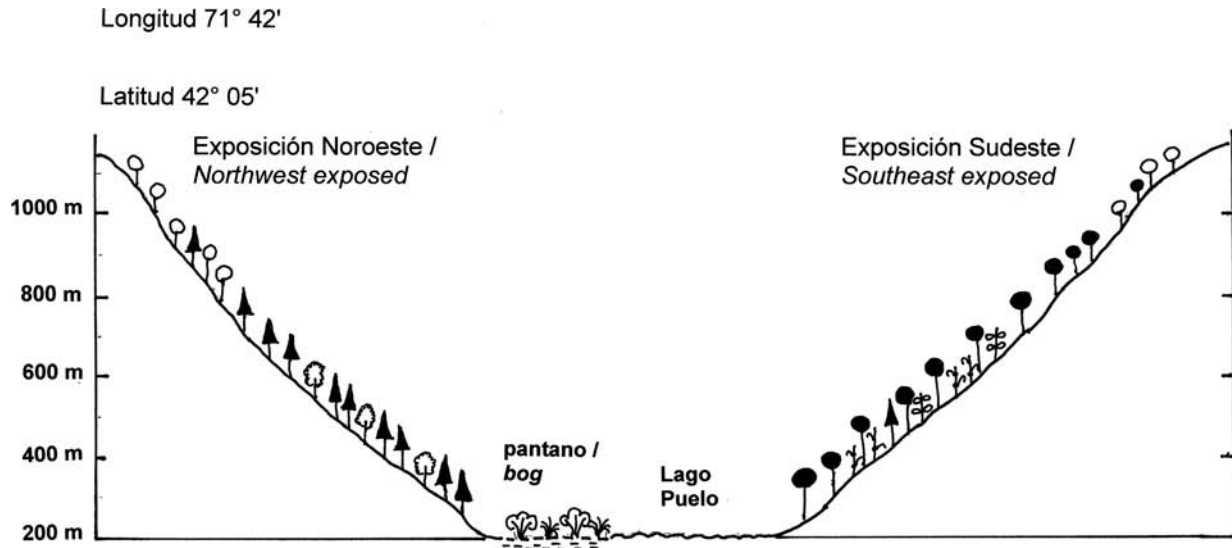 Longitud 71° 42'
Latitud 42° 05'
Exposición Noroeste /
Northwest exposed
Exposición Sudeste /
Southeast exposed
1000 m
800 m
600 m
400 m
200 m
pantano /
bog
Lago
Puelo